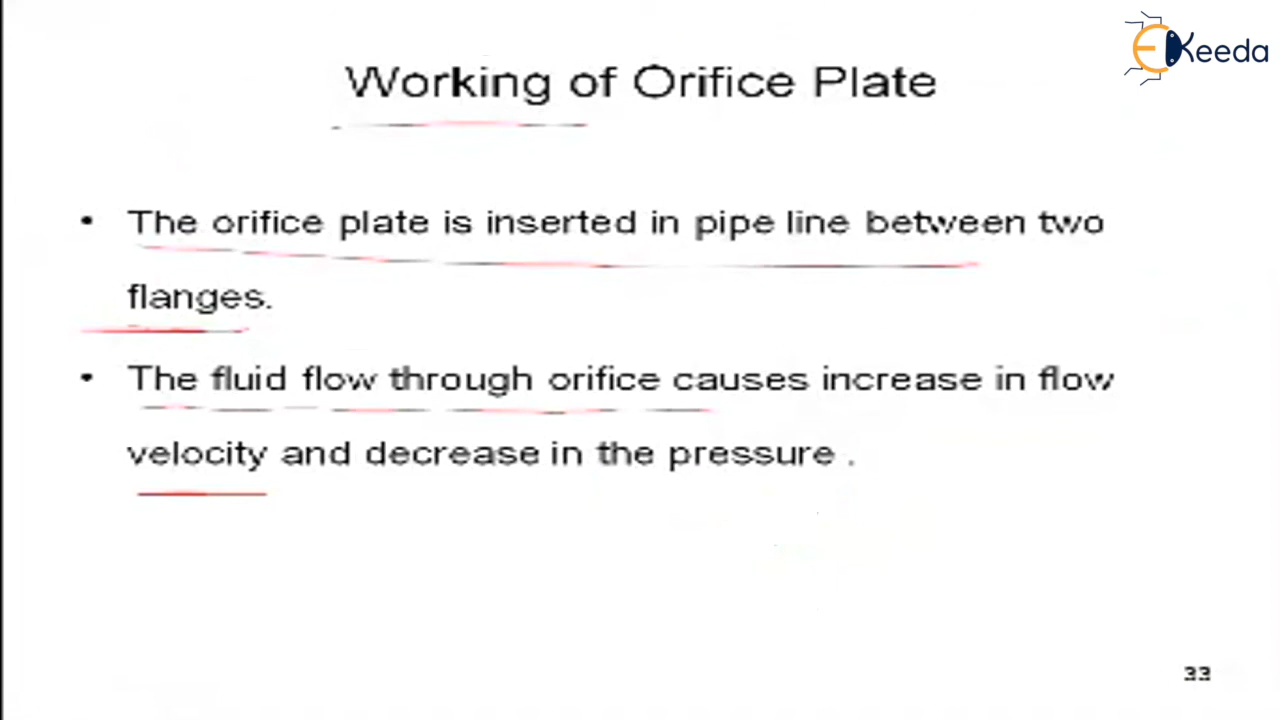 EKeeda
Working of Orifice Plate
• The orifice plate is inserted in pipe line between two
flanges.
• The fluid flow through orifice causes increase in flow
velocity and decrease in the pressure .
33